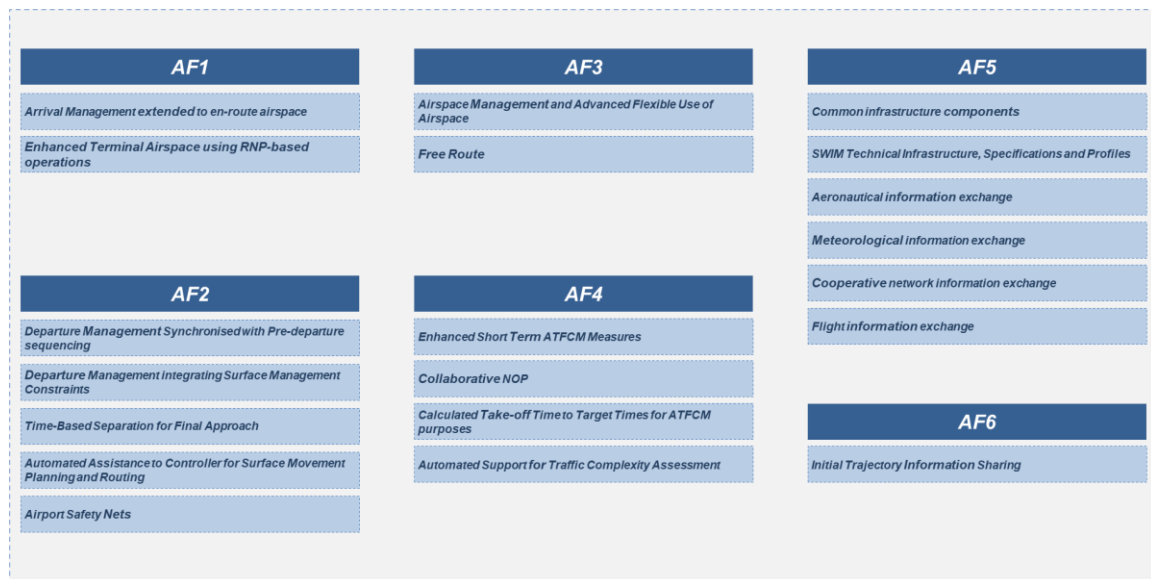 AF1
Arrival Management extended to en-route airspace
Enhanced Terminal Airspace using RNP-based
operations
AF2
Departure Management Synchronised with Pre-departure
sequencing
Departure Management integrating Surface Management
Constraints
Time-Based Separation for Final Approach
Automated Assistance to Controller for Surface Movement
Planning and Routing
Airport Safety Nets
AF3
Airspace Management and Advanced Flexible Use of
Airspace
Free Route
AF4
Enhanced Short Term ATFCM Measures
Collaborative NOP
Calculated Take-off Time to Target Times for ATFCM
purposes
Automated Support for Traffic Complexity Assessment
AF5
Common infrastructure components
SWIM Technical Infrastructure, Specifications and Profiles
Aeronautical information exchange
Meteorological information exchange
Cooperative network information exchange
Flight information exchange
AF6
Initial Trajectory Information Sharing